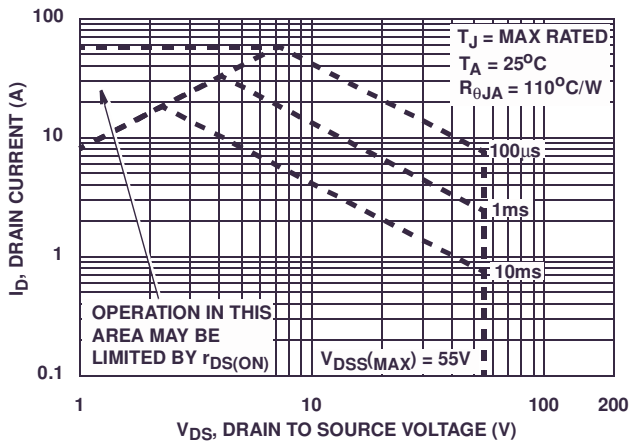 100
10
1
0.1
I_D, DRAIN CURRENT (A)
T_J = MAX RATED
T_A = 25°C
R_θJA = 110°C/W
100μs
1ms
10ms
OPERATION IN THIS
AREA MAY BE
LIMITED BY r_DS(ON)
V_DSS(MAX) = 55V
1
10
100
200
V_DS, DRAIN TO SOURCE VOLTAGE (V)